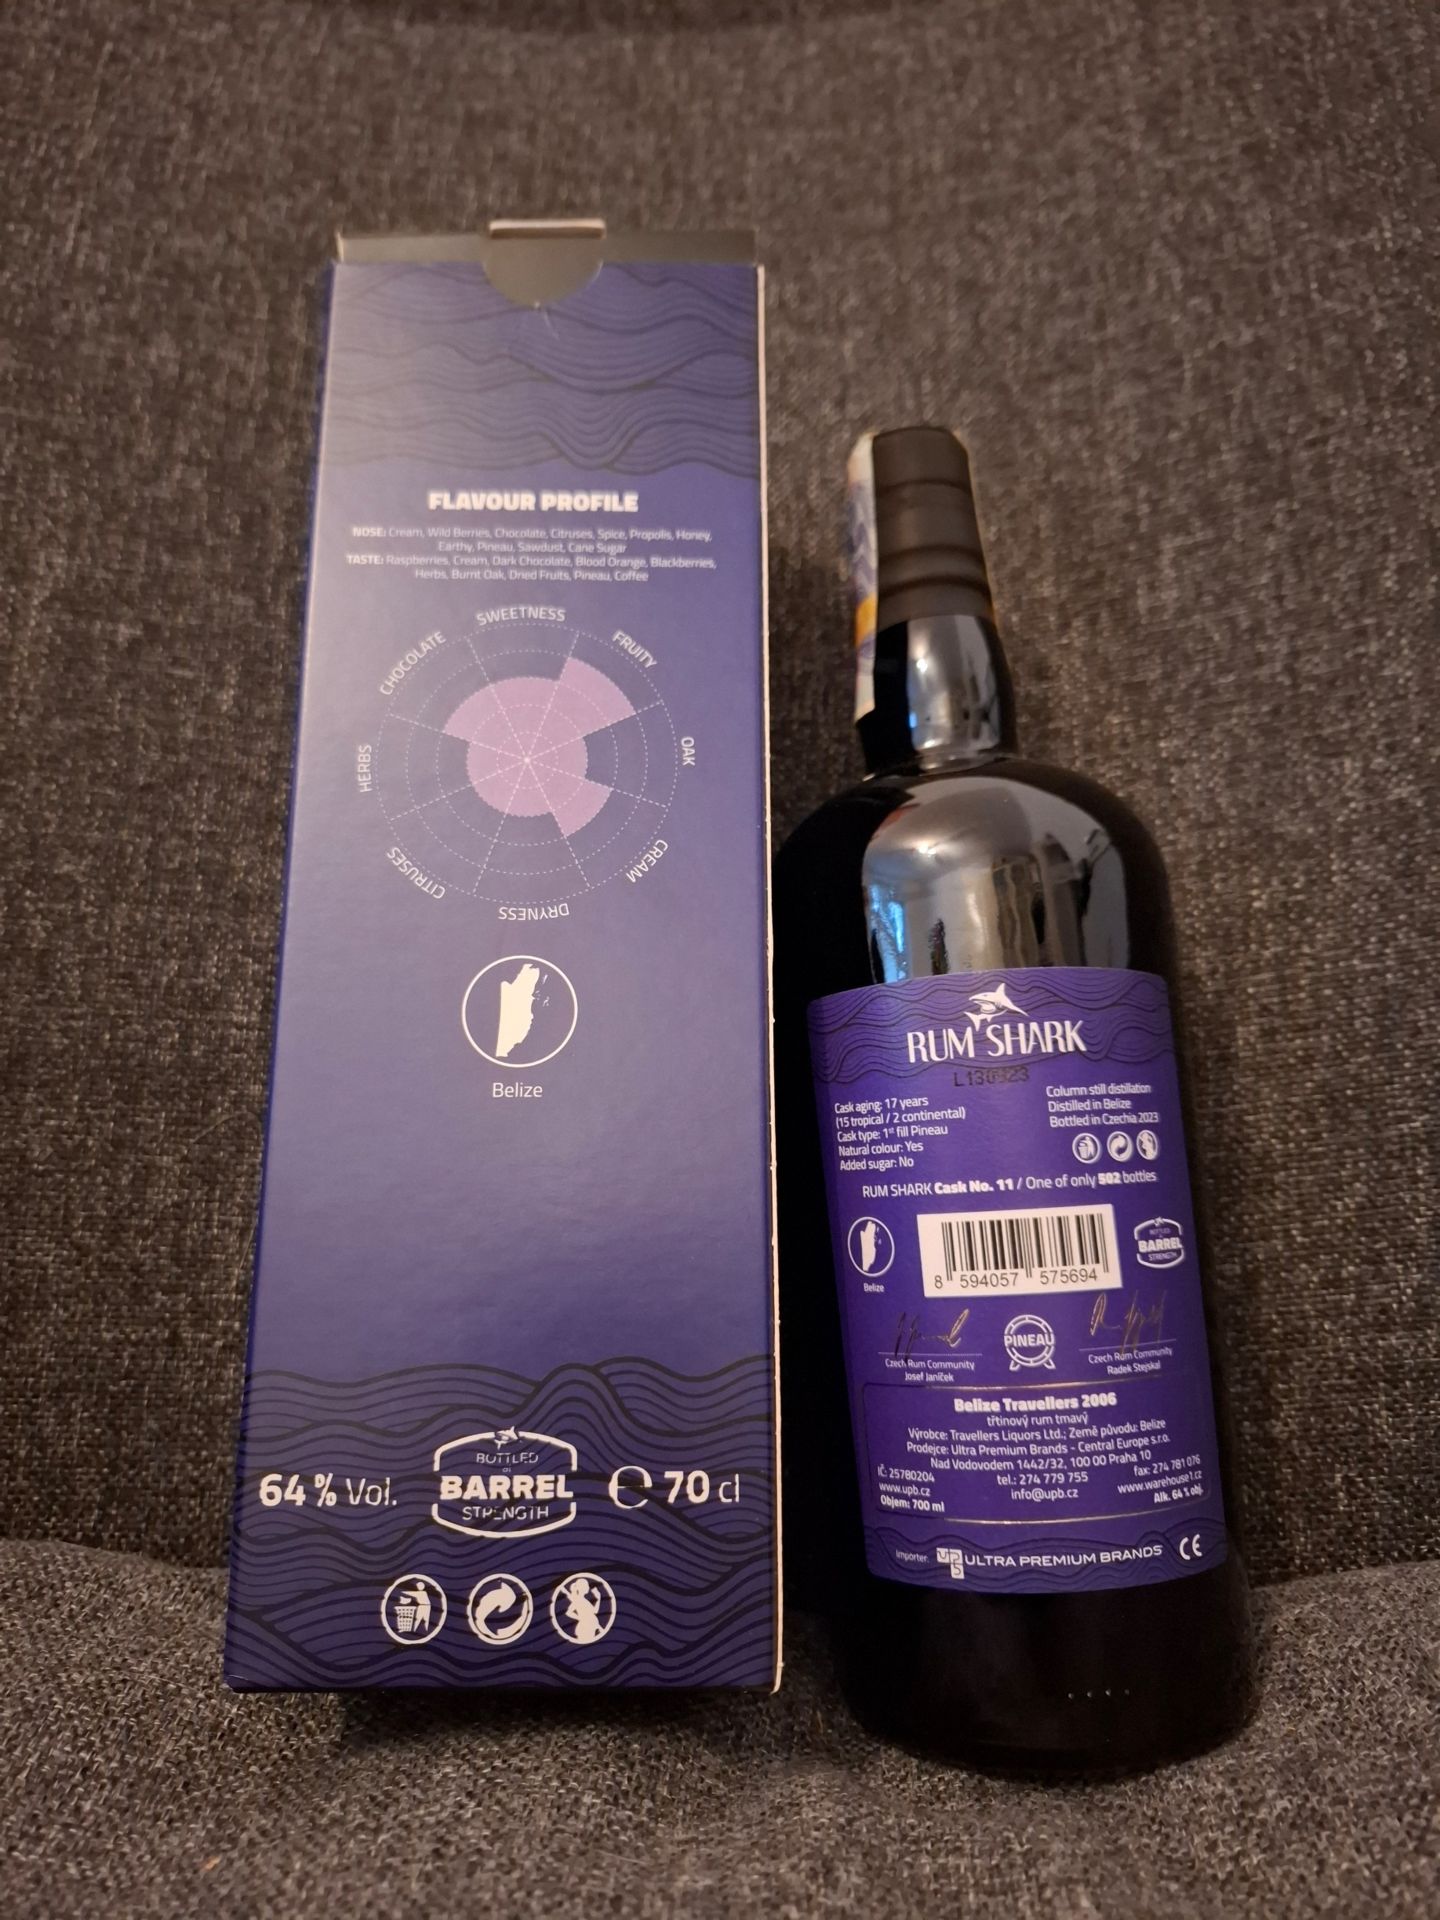 FLAVOUR PROFILE
NOSE: Cream, Wild Berries, Chocolate, Citruses, Spice, Propolis, Honey,
Earthy, Pineau, Sawdust, Cane Sugar
TASTE: Raspberries, Cream, Dark Chocolate, Blood Orange, Blackberries,
Herbs, Burnt Oak, Dried Fruits, Pineau, Coffee
SWEETNESS
FRUITY
OAK
CREAM
DRYNESS
CITRUSES
HERBS
CHOCOLATE
Belize
64 % Vol.
BOTTLED
at
BARREL
STRENGTH
e 70 cl
RUM SHARK
Cask aging: 17 years
(15 tropical / 2 continental)
Cask type: 1st fill Pineau
Natural colour: Yes
Added sugar: No
Column still distillation
Distilled in Belize
Bottled in Czechia 2023
RUM SHARK Cask No. 11 / One of only 502 bottles
Belize
8 594057 575694
BOTTLED
BARREL
STRENGTH
Czech Rum Community
Josef Janíček
PINEAU
Czech Rum Community
Radek Stejskal
Belize Travellers 2006
třtinový rum tmavý
Výrobce: Travellers Liquors Ltd.; Země původu: Belize
Prodejce: Ultra Premium Brands - Central Europe s.r.o.
Nad Vodovodem 1442/32, 100 00 Praha 10
IČ: 25780204
tel.: 274 779 755
fax: 274 781 076
www.upb.cz
info@upb.cz
www.warehouse1.cz
Objem: 700 ml
Alk. 64 % obj.
importer:
UPB
ULTRA PREMIUM BRANDS
CE